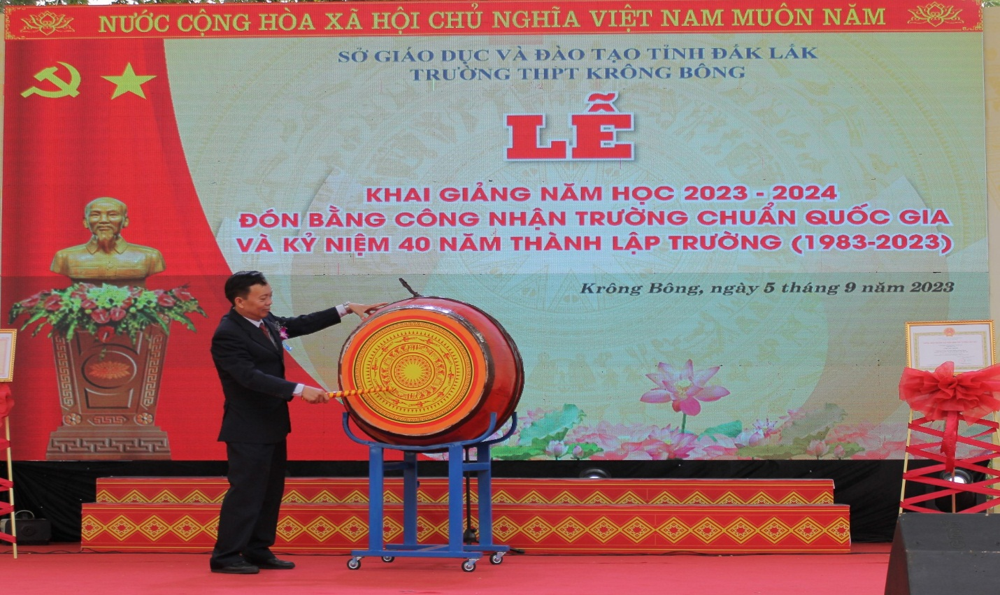 NƯỚC CỘNG HÒA XÃ HỘI CHỦ NGHĨA VIỆT NAM MUÔN NĂM
SỞ GIÁO DỤC VÀ ĐÀO TẠO TỈNH ĐẮK LẮK
TRƯỜNG THPT KRÔNG BÔNG
LỄ
KHAI GIẢNG NĂM HỌC 2023 - 2024
ĐÓN BẰNG CÔNG NHẬN TRƯỜNG CHUẨN QUỐC GIA
VÀ KỶ NIỆM 40 NĂM THÀNH LẬP TRƯỜNG (1983-2023)
Krông Bông, ngày 5 tháng 9 năm 2023